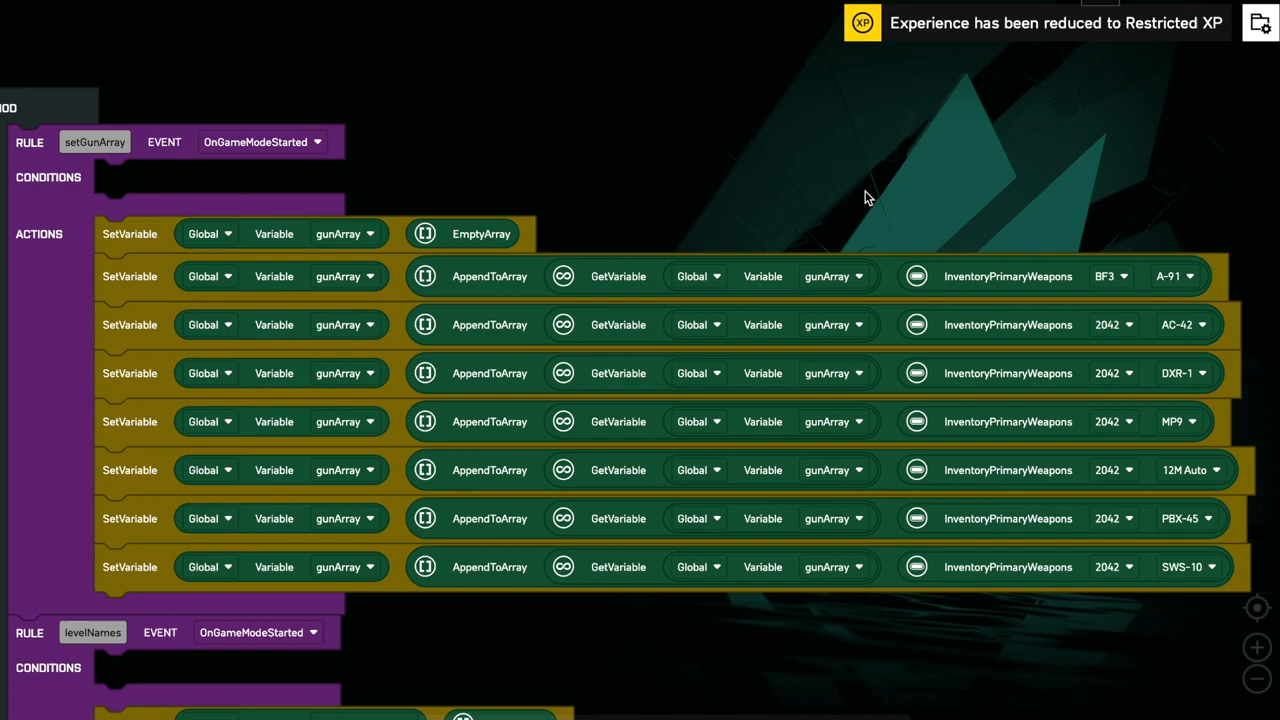 XP Experience has been reduced to Restricted XP
MOD
RULE setGunArray EVENT OnGameModeStarted
CONDITIONS
ACTIONS SetVariable Global Variable gunArray EmptyArray
SetVariable Global Variable gunArray AppendToArray GetVariable Global Variable gunArray InventoryPrimaryWeapons BF3 A-91
SetVariable Global Variable gunArray AppendToArray GetVariable Global Variable gunArray InventoryPrimaryWeapons 2042 AC-42
SetVariable Global Variable gunArray AppendToArray GetVariable Global Variable gunArray InventoryPrimaryWeapons 2042 DXR-1
SetVariable Global Variable gunArray AppendToArray GetVariable Global Variable gunArray InventoryPrimaryWeapons 2042 MP9
SetVariable Global Variable gunArray AppendToArray GetVariable Global Variable gunArray InventoryPrimaryWeapons 2042 12M Auto
SetVariable Global Variable gunArray AppendToArray GetVariable Global Variable gunArray InventoryPrimaryWeapons 2042 PBX-45
SetVariable Global Variable gunArray AppendToArray GetVariable Global Variable gunArray InventoryPrimaryWeapons 2042 SWS-10
RULE levelNames EVENT OnGameModeStarted
CONDITIONS